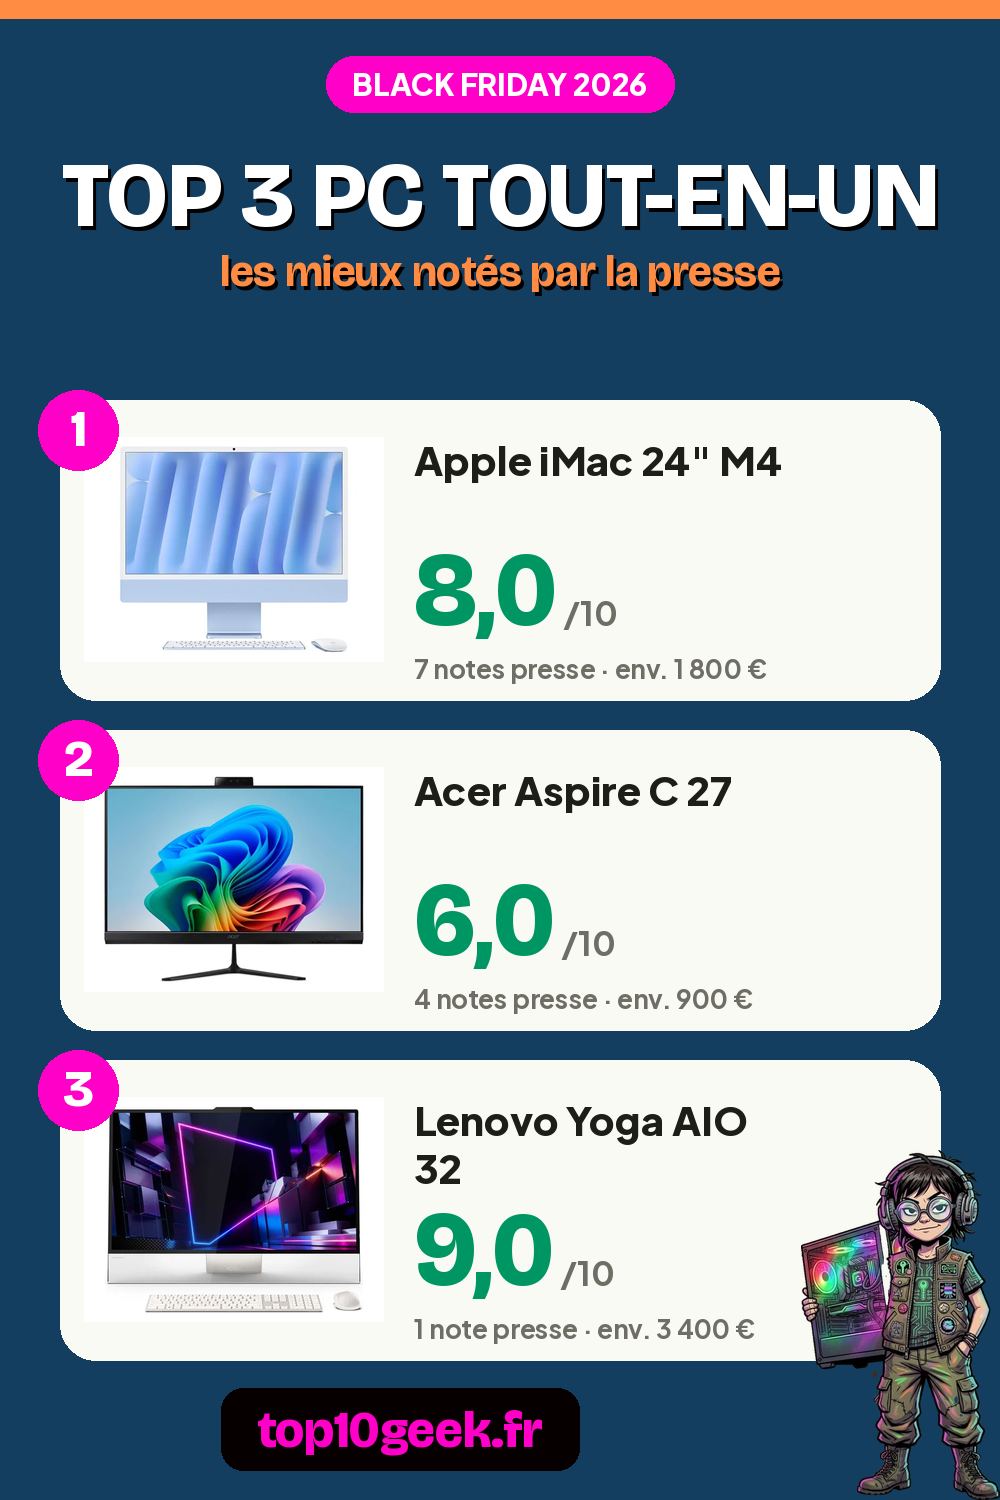 BLACK FRIDAY 2026
TOP 3 PC TOUT-EN-UN
les mieux notés par la presse
1
Apple iMac 24" M4
8,0 /10
7 notes presse · env. 1 800 €
2
Acer Aspire C 27
6,0 /10
4 notes presse · env. 900 €
3
Lenovo Yoga AIO
32
9,0 /10
1 note presse · env. 3 400 €
top10geek.fr